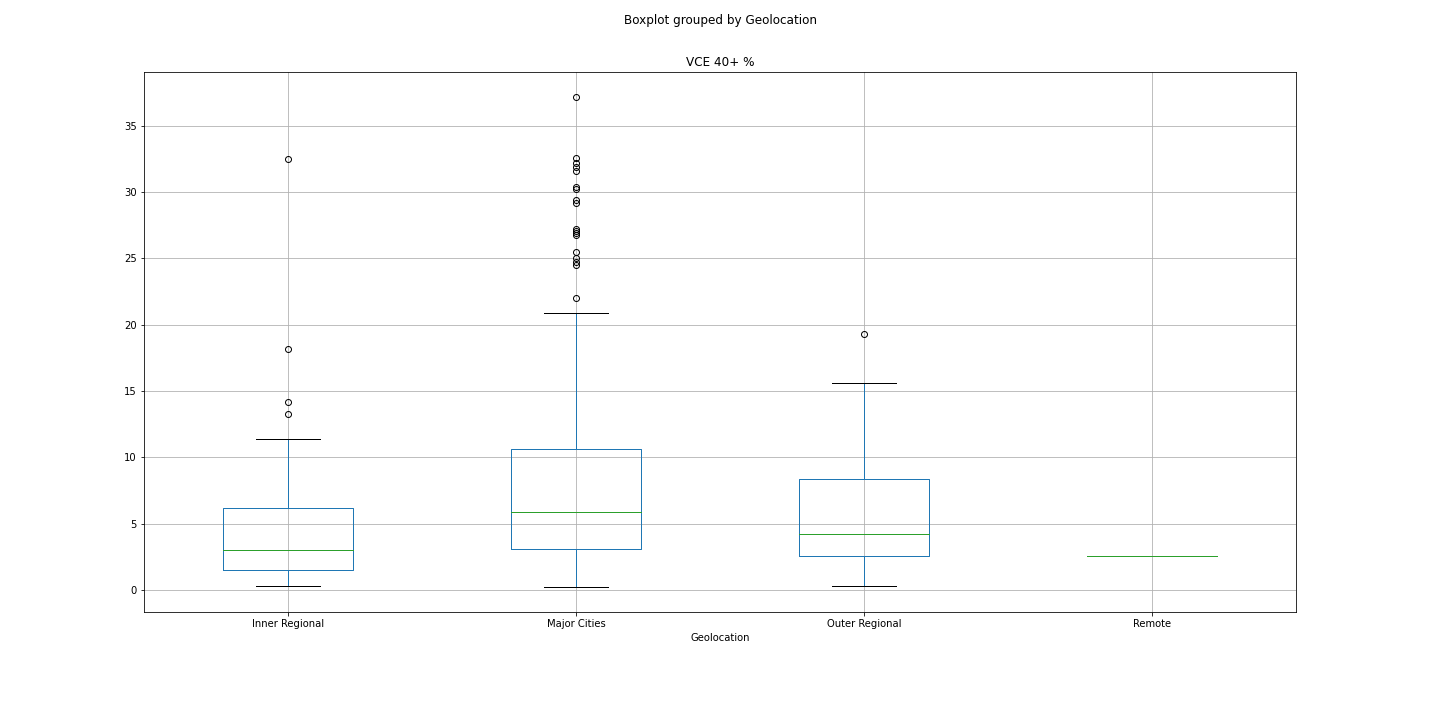 Boxplot grouped by Geolocation
VCE 40+ %
35
30
25
20
15
10
5
0
Inner Regional Major Cities Outer Regional Remote
Geolocation